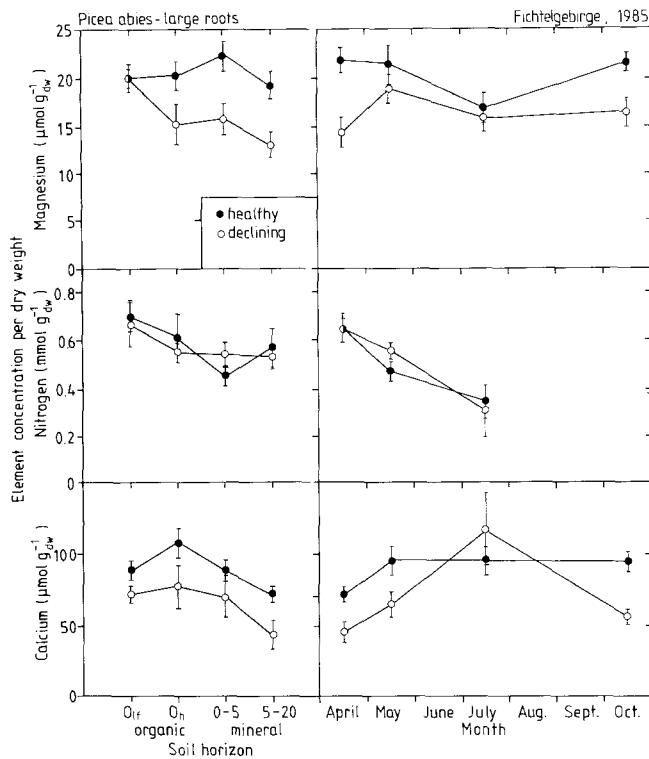 Picea abies - large roots
Fichtelgebirge, 1985
Element concentration per dry weight
Magnesium (μmol g⁻¹dw)
25
20
15
10
5
0
● healthy
○ declining
Nitrogen (mmol g⁻¹dw)
0.8
0.6
0.4
0.2
0
Calcium (μmol g⁻¹dw)
100
50
0
Olf Oh 0-5 5-20
organic mineral
Soil horizon
April May June July Aug. Sept. Oct.
Month